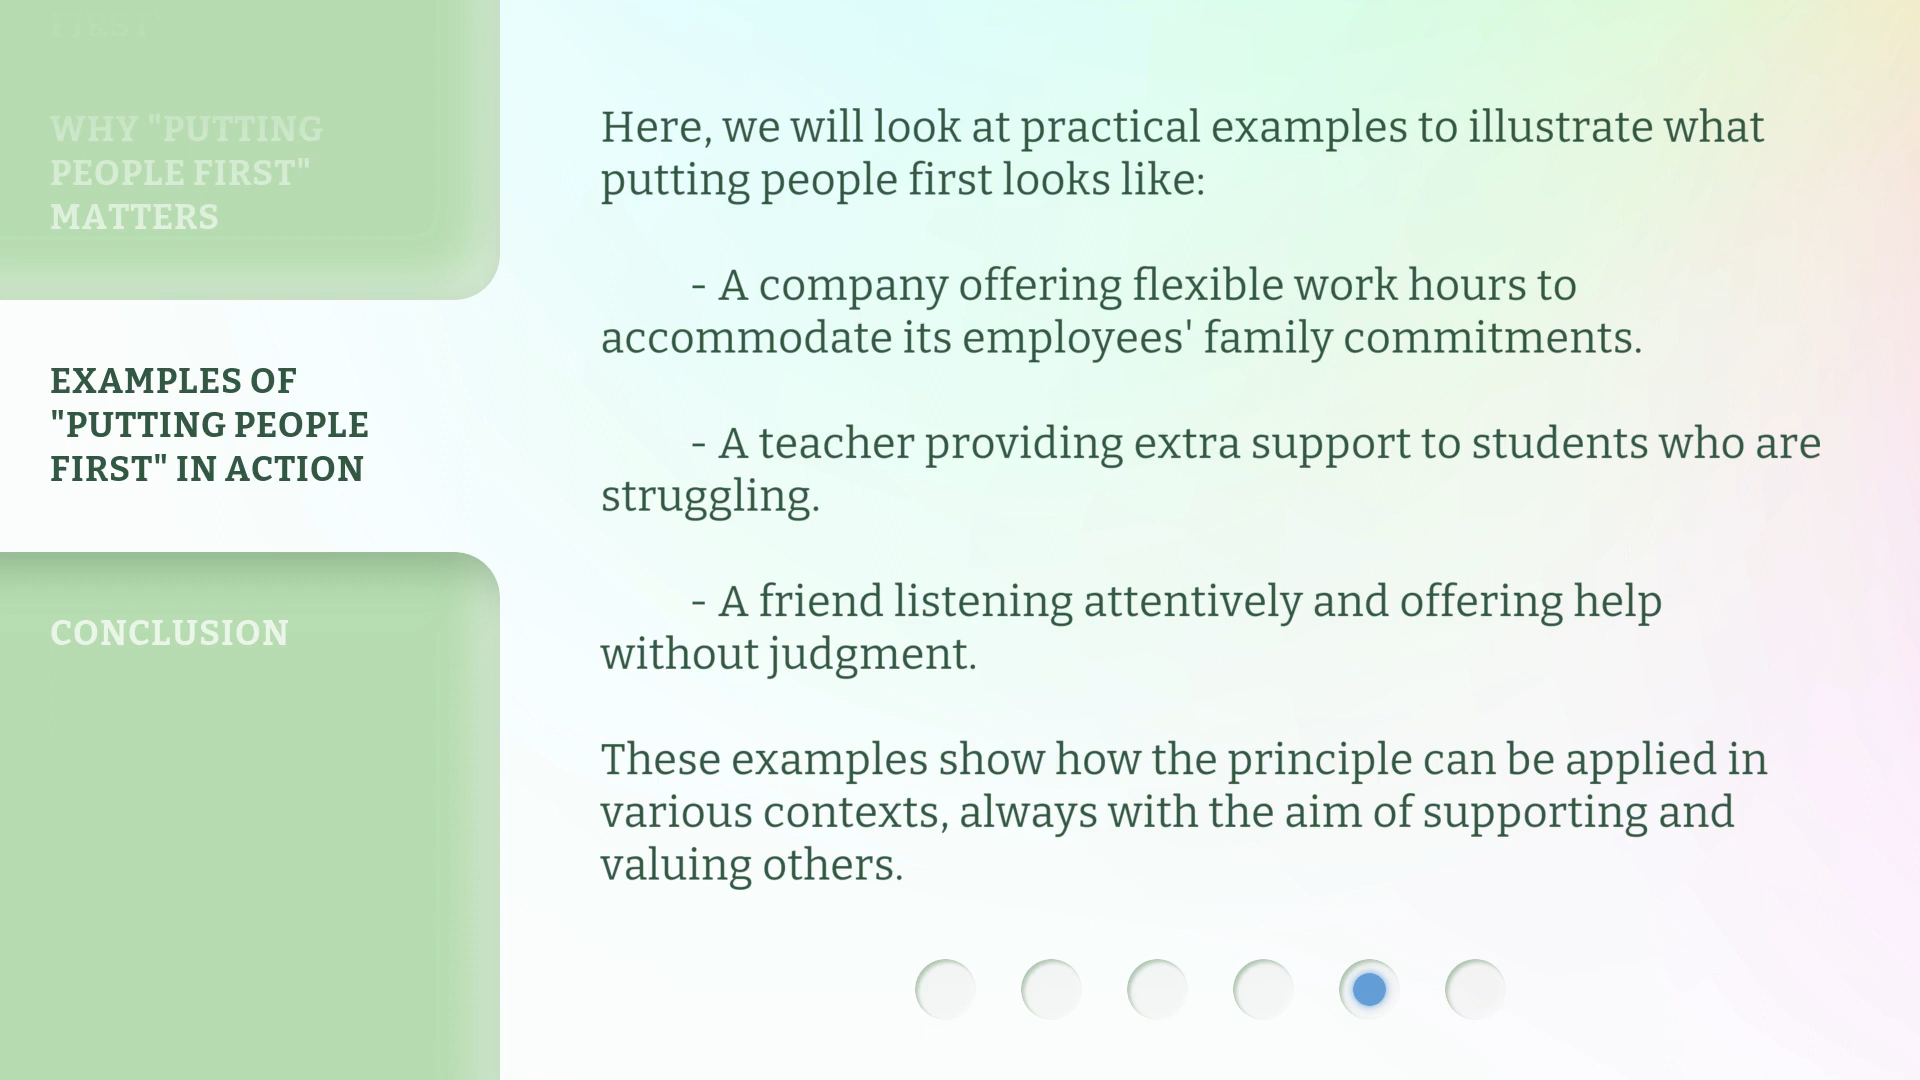 FIRST
WHY "PUTTING
PEOPLE FIRST"
MATTERS
EXAMPLES OF
"PUTTING PEOPLE
FIRST" IN ACTION
CONCLUSION
Here, we will look at practical examples to illustrate what
putting people first looks like:
- A company offering flexible work hours to
accommodate its employees' family commitments.
- A teacher providing extra support to students who are
struggling.
- A friend listening attentively and offering help
without judgment.
These examples show how the principle can be applied in
various contexts, always with the aim of supporting and
valuing others.